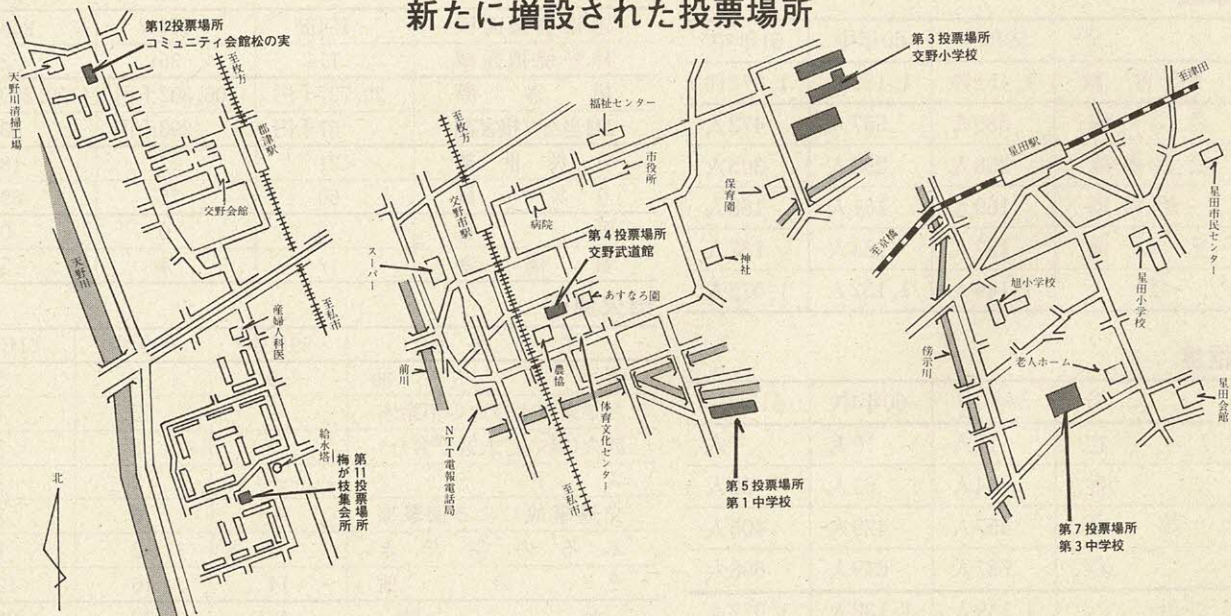 新たに増設された投票場所
第12投票場所
コミュニティ会館松の実
天野川清掃工場
至枚方
郡津駅
交野会館
天野川
至私市
産婦人科医
給水塔
第11投票場所
梅が枝集会所
北
第3投票場所
交野小学校
福祉センター
至枚方
市役所
交野市駅
病院
保育園
第4投票場所
交野武道館
スーパー
神社
あすなろ園
前川
農協
体育文化センター
NTT電報電話局
至私市
第5投票場所
第1中学校
至津田
星田駅
星田市民センター
至京橋
星田小学校
旭小学校
傍示川
老人ホーム
星田会館
第7投票場所
第3中学校